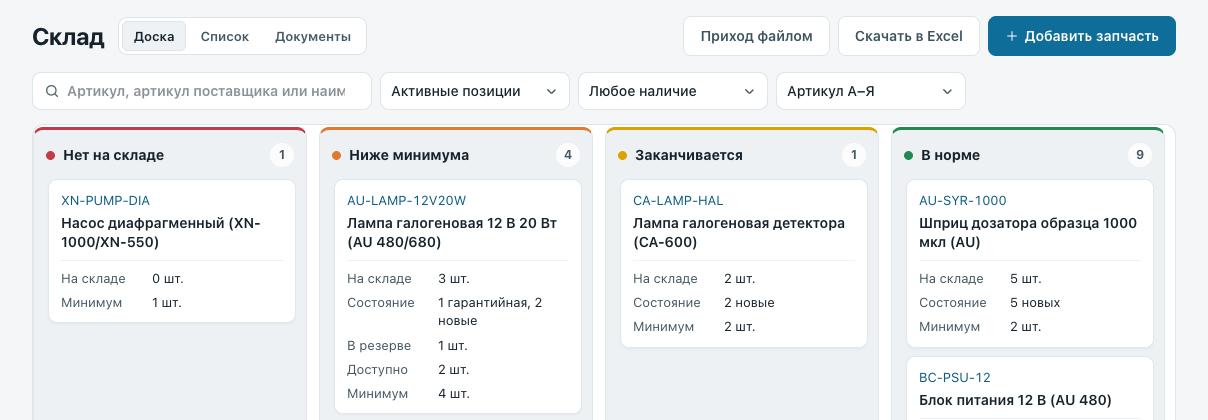 Склад
Доска
Список
Документы
Приход файлом
Скачать в Excel
+ Добавить запчасть
Артикул, артикул поставщика или наим
Активные позиции
Любое наличие
Артикул А–Я
Нет на складе 1
XN-PUMP-DIA
Насос диафрагменный (XN-
1000/XN-550)
На складе 0 шт.
Минимум 1 шт.
Ниже минимума 4
AU-LAMP-12V20W
Лампа галогеновая 12 В 20 Вт
(AU 480/680)
На складе 3 шт.
Состояние 1 гарантийная, 2
новые
В резерве 1 шт.
Доступно 2 шт.
Минимум 4 шт.
Заканчивается 1
CA-LAMP-HAL
Лампа галогеновая детектора
(CA-600)
На складе 2 шт.
Состояние 2 новые
Минимум 2 шт.
В норме 9
AU-SYR-1000
Шприц дозатора образца 1000
мкл (AU)
На складе 5 шт.
Состояние 5 новых
Минимум 2 шт.
BC-PSU-12
Блок питания 12 В (AU 480)